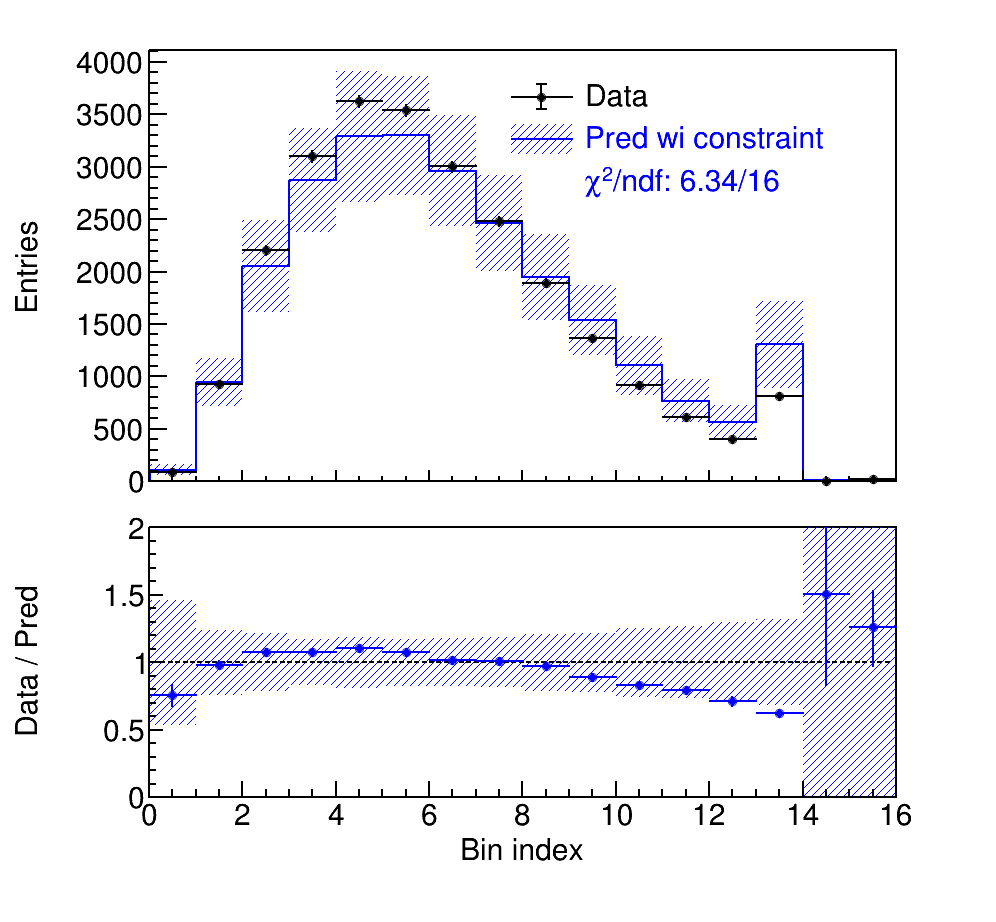 4000
3500
3000
2500
2000
1500
1000
500
0
Entries
Data
Pred wi constraint
χ²/ndf: 6.34/16
2
1.5
1
0.5
0
Data / Pred
0 2 4 6 8 10 12 14 16
Bin index